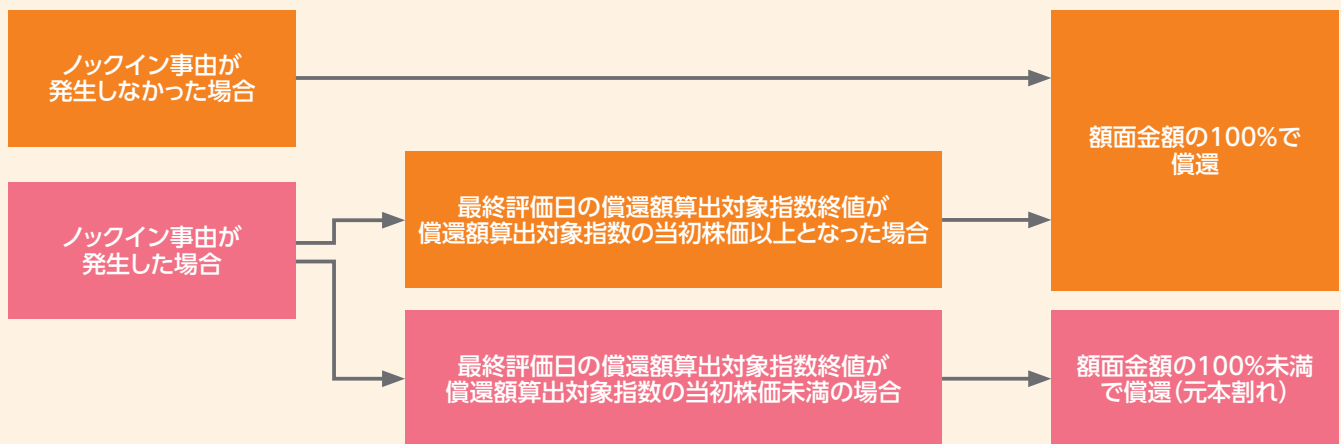 ノックイン事由が
発生しなかった場合
額面金額の100%で
償還
ノックイン事由が
発生した場合
最終評価日の償還額算出対象指数終値が
償還額算出対象指数の当初株価以上となった場合
最終評価日の償還額算出対象指数終値が
償還額算出対象指数の当初株価未満の場合
額面金額の100%未満
で償還(元本割れ)